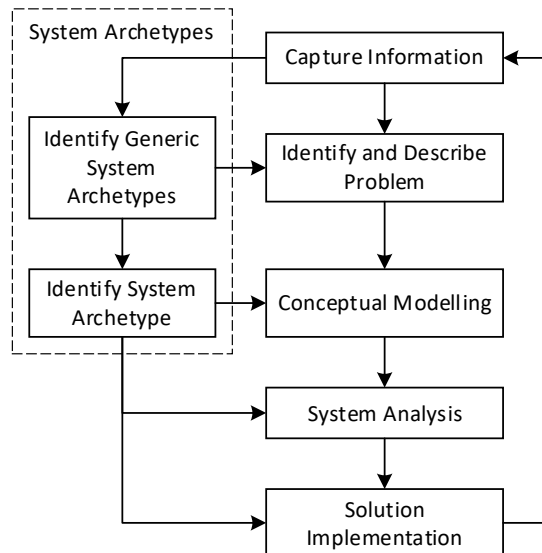 System Archetypes
Capture Information
Identify Generic
System
Archetypes
Identify and Describe
Problem
Identify System
Archetype
Conceptual Modelling
System Analysis
Solution
Implementation